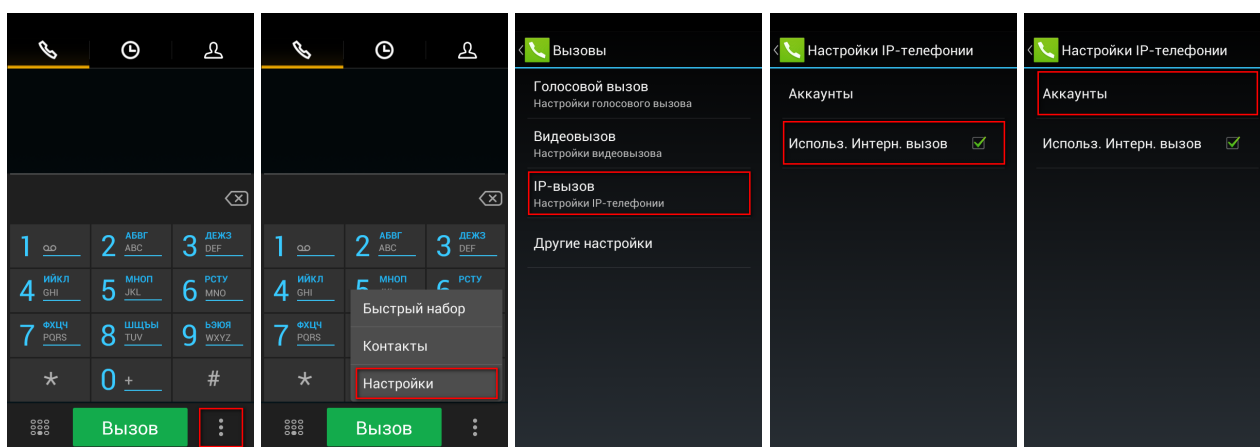 1
2 АБВГ ABC
3 ДЕЖЗ DEF
4 ИЙКЛ GHI
5 МНОП JKL
6 РСТУ MNO
7 ФХЦЧ PQRS
8 ШЩЪЫ TUV
9 ЬЭЮЯ WXYZ
*
0 +
#
Вызов
1
2 АБВГ ABC
3 ДЕЖЗ DEF
4 ИЙКЛ GHI
5 МНОП
6 РСТУ
7 ФХЦЧ PQRS
*
Быстрый набор
Контакты
Настройки
Вызов
Вызовы
Голосовой вызов
Настройки голосового вызова
Видеовызов
Настройки видеовызова
IP-вызов
Настройки IP-телефонии
Другие настройки
Настройки IP-телефонии
Аккаунты
Использ. Интерн. вызов
Настройки IP-телефонии
Аккаунты
Использ. Интерн. вызов